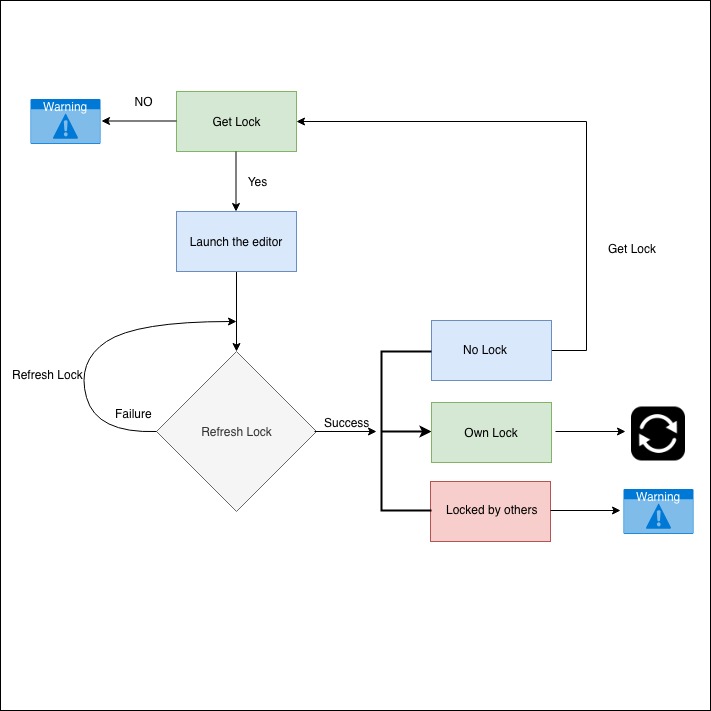 Warning
NO
Get Lock
Yes
Launch the editor
Get Lock
No Lock
Refresh Lock
Failure
Refresh Lock
Success
Own Lock
Warning
Locked by others